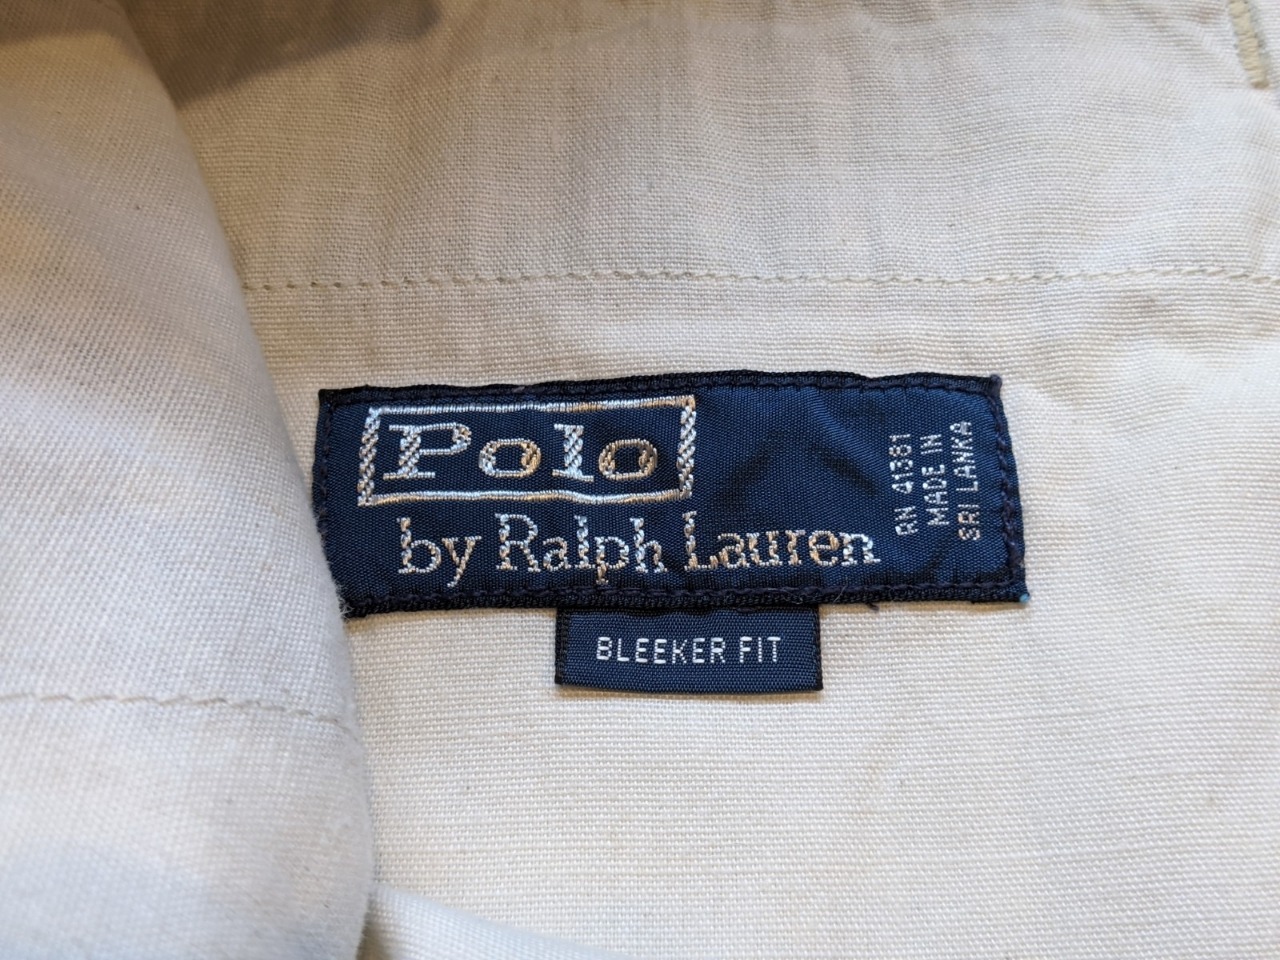 Polo
by Ralph Lauren
RN 41381
MADE IN
SRI LANKA
BLEEKER FIT